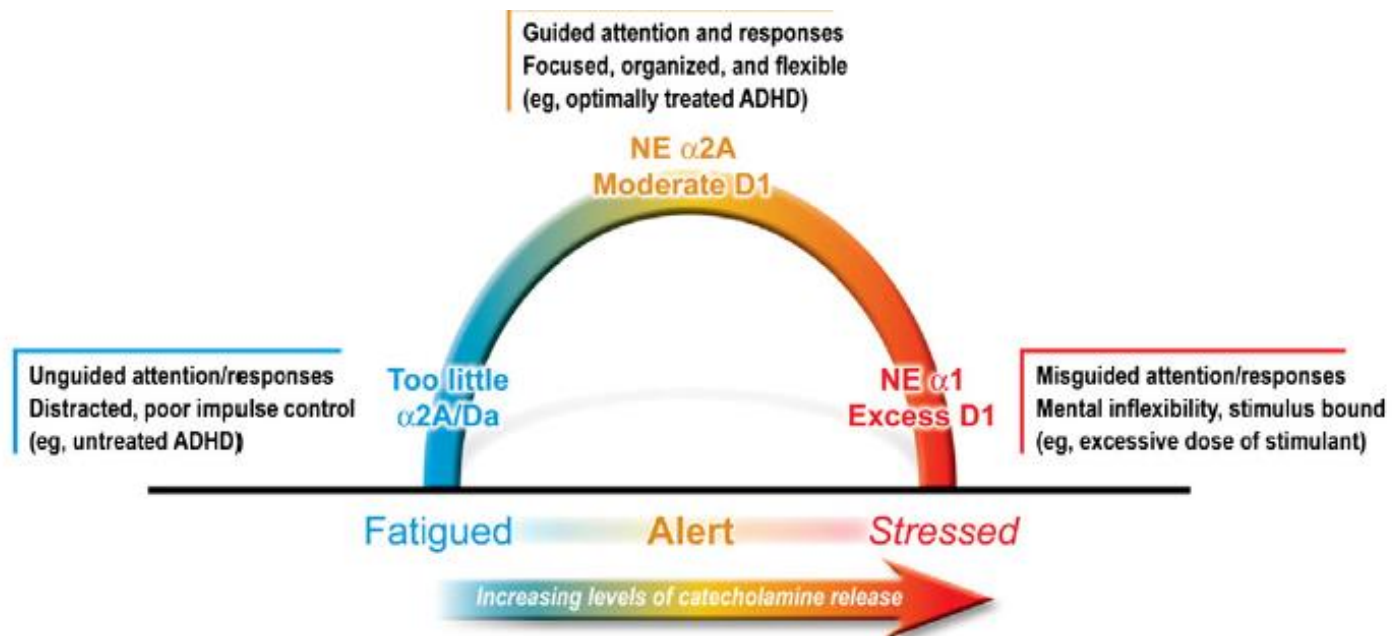 Guided attention and responses
Focused, organized, and flexible
(eg, optimally treated ADHD)
NE α2A
Moderate D1
Unguided attention/responses
Distracted, poor impulse control
(eg, untreated ADHD)
Too little
α2A/Da
NE α1
Excess D1
Misguided attention/responses
Mental inflexibility, stimulus bound
(eg, excessive dose of stimulant)
Fatigued Alert Stressed
Increasing levels of catecholamine release